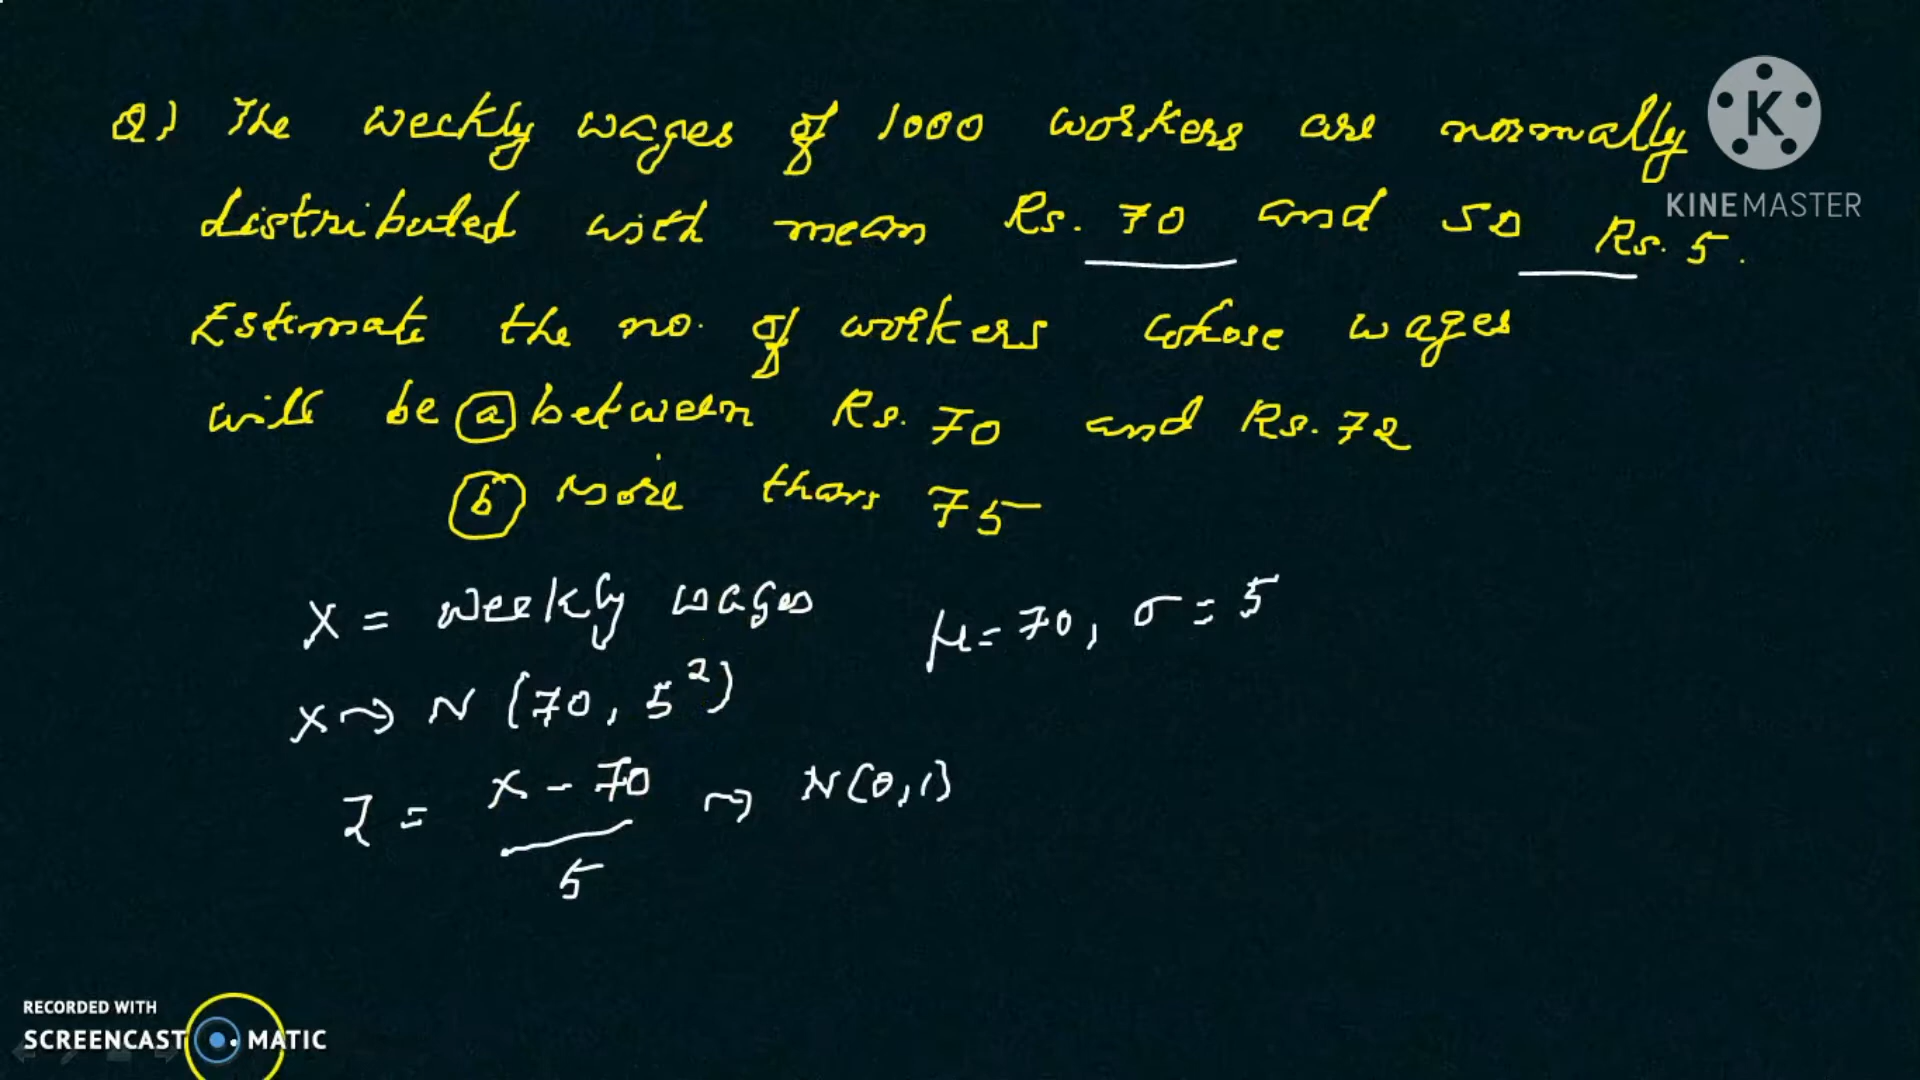 Q) The weekly wages of 1000 workers are normally
distributed with mean Rs. 70 and SD Rs. 5.
Estimate the no. of workers whose wages
will be (a) between Rs. 70 and Rs. 72
(b) More than 75
X = weekly wages μ = 70, σ = 5
X → N (70, 5²)
Z = X - 70 / 5 → N(0,1)
KINEMASTER
RECORDED WITH
SCREENCAST MATIC